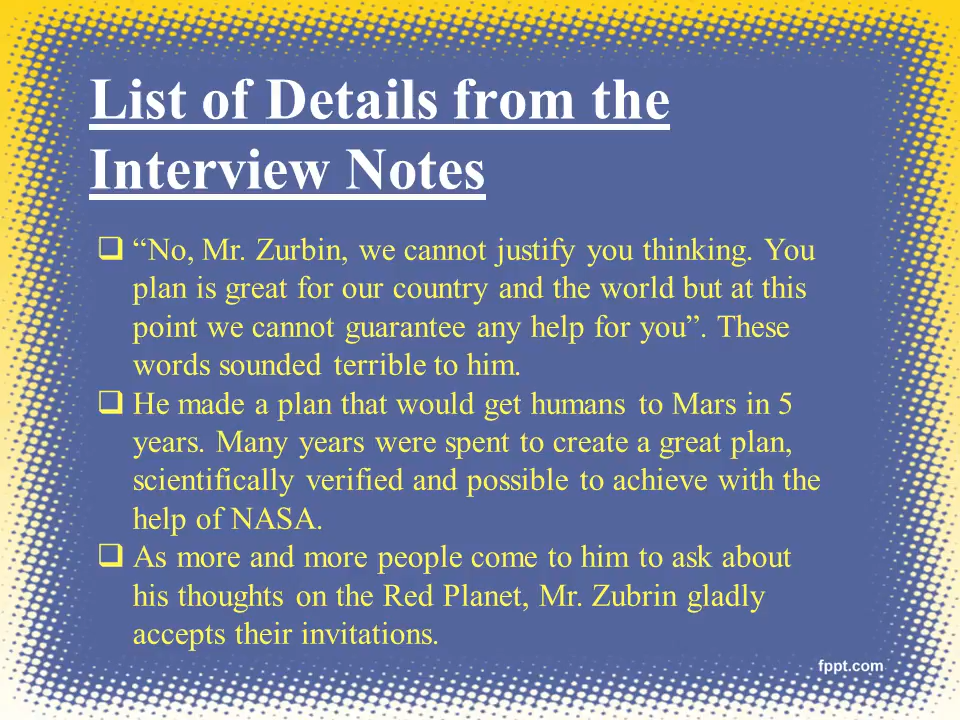 List of Details from the
Interview Notes
“No, Mr. Zurbin, we cannot justify you thinking. You
plan is great for our country and the world but at this
point we cannot guarantee any help for you”. These
words sounded terrible to him.
He made a plan that would get humans to Mars in 5
years. Many years were spent to create a great plan,
scientifically verified and possible to achieve with the
help of NASA.
As more and more people come to him to ask about
his thoughts on the Red Planet, Mr. Zubrin gladly
accepts their invitations.
fppt.com